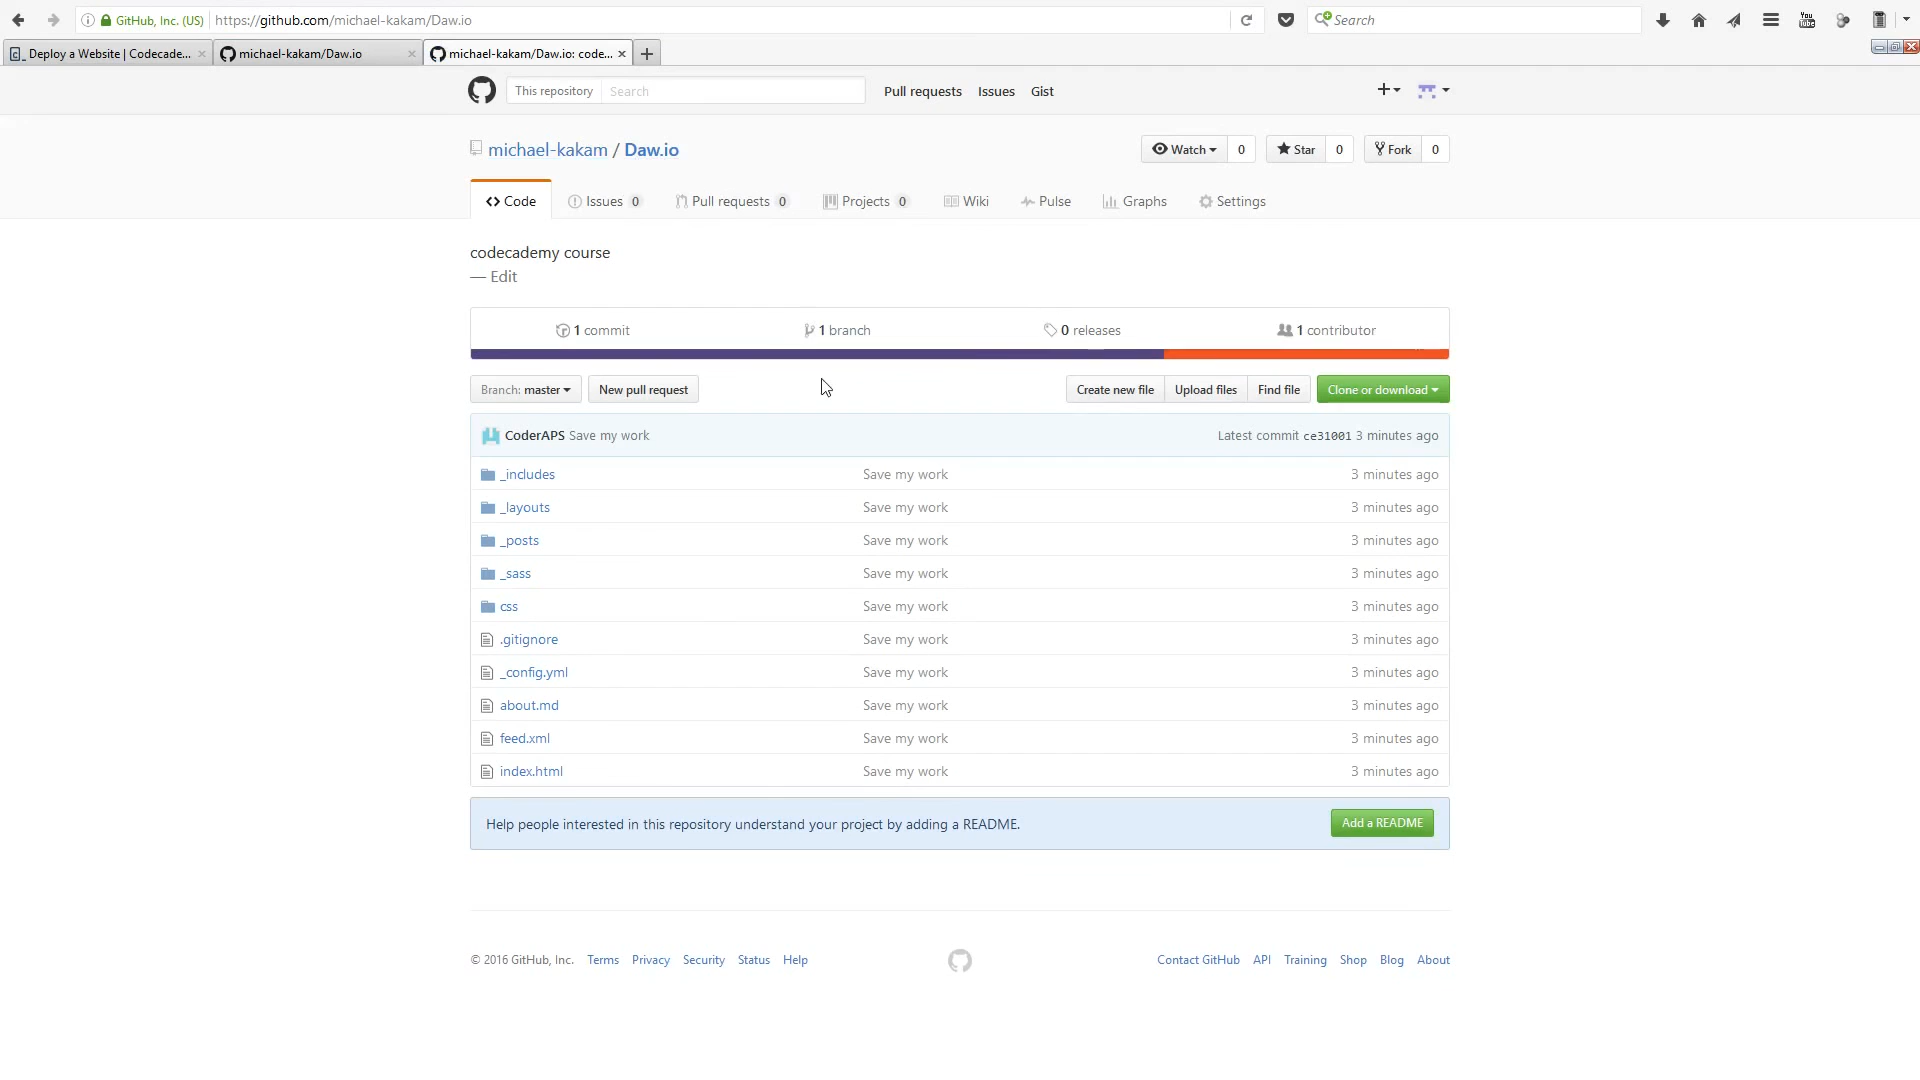 GitHub, Inc. (US) https://github.com/michael-kakam/Daw.io Search
Deploy a Website | Codecade... michael-kakam/Daw.io michael-kakam/Daw.io: code...
This repository Search Pull requests Issues Gist
michael-kakam / Daw.io Watch 0 Star 0 Fork 0
Code Issues 0 Pull requests 0 Projects 0 Wiki Pulse Graphs Settings
codecademy course
— Edit
1 commit 1 branch 0 releases 1 contributor
Branch: master New pull request Create new file Upload files Find file Clone or download
CoderAPS Save my work Latest commit ce31001 3 minutes ago
_includes Save my work 3 minutes ago
_layouts Save my work 3 minutes ago
_posts Save my work 3 minutes ago
_sass Save my work 3 minutes ago
css Save my work 3 minutes ago
.gitignore Save my work 3 minutes ago
_config.yml Save my work 3 minutes ago
about.md Save my work 3 minutes ago
feed.xml Save my work 3 minutes ago
index.html Save my work 3 minutes ago
Help people interested in this repository understand your project by adding a README. Add a README
© 2016 GitHub, Inc. Terms Privacy Security Status Help Contact GitHub API Training Shop Blog About